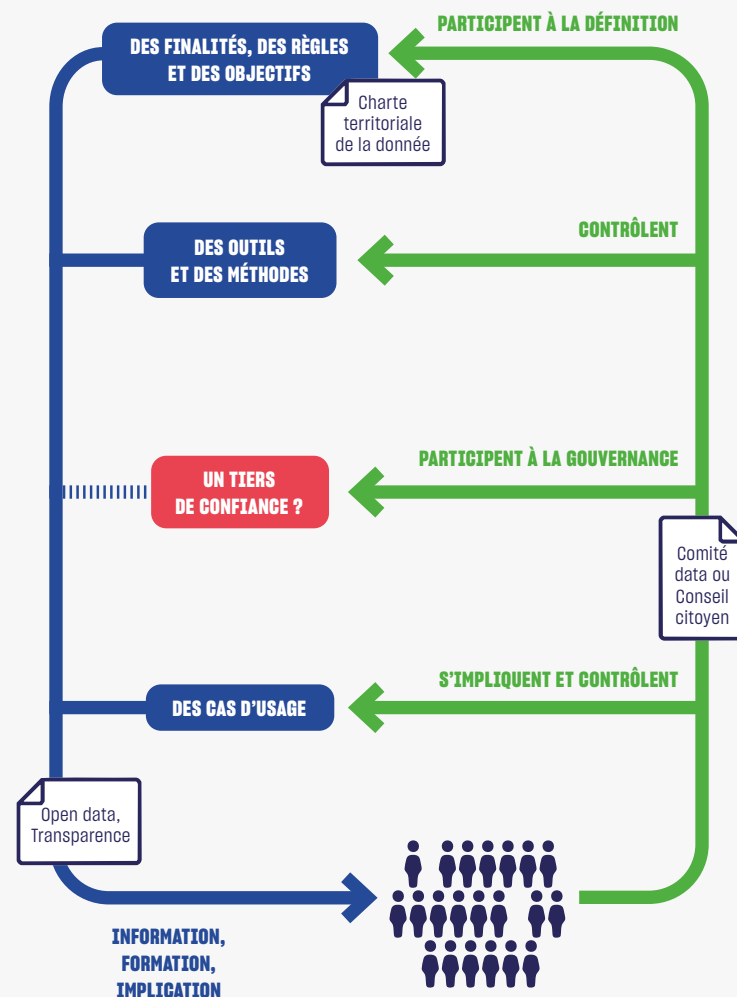 PARTICIPENT À LA DÉFINITION
DES FINALITÉS, DES RÈGLES
ET DES OBJECTIFS
Charte
territoriale
de la donnée
CONTRÔLENT
DES OUTILS
ET DES MÉTHODES
PARTICIPENT À LA GOUVERNANCE
UN TIERS
DE CONFIANCE ?
Comité
data ou
Conseil
citoyen
S'IMPLIQUENT ET CONTRÔLENT
DES CAS D'USAGE
Open data,
Transparence
INFORMATION,
FORMATION,
IMPLICATION